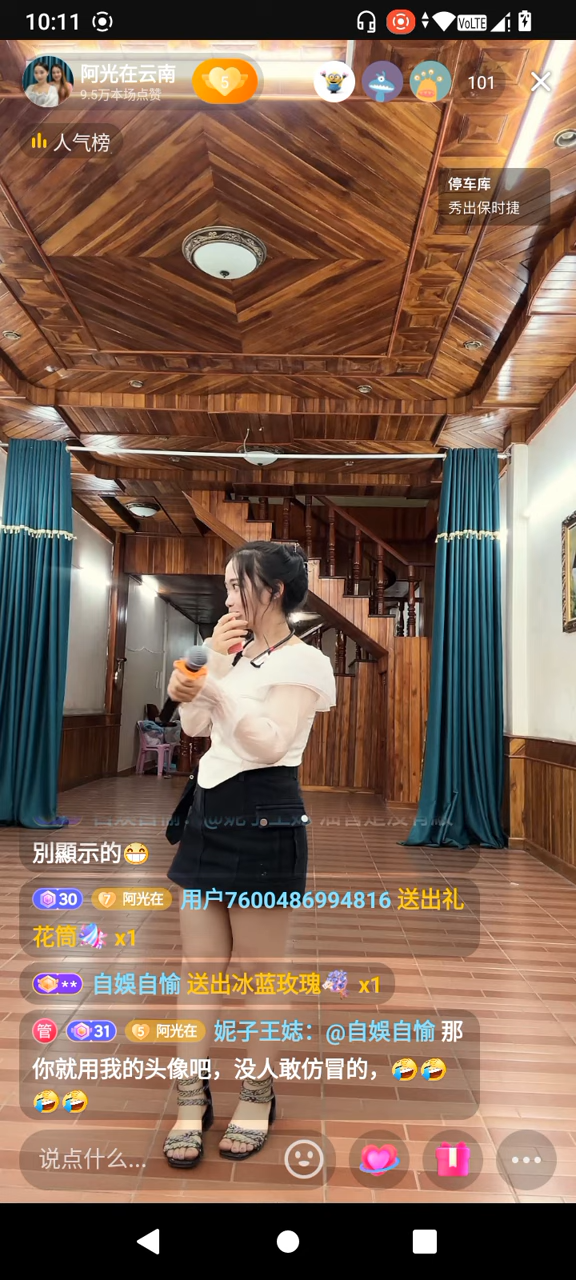 10:11
VoLTE
阿光在云南
9.5万本场点赞
5
101
人气榜
停车库
秀出保时捷
別顯示的😁
30 7 阿光在 用户7600486994816 送出礼
花筒 x1
** 自娛自愉 送出冰蓝玫瑰 x1
管 31 5 阿光在 妮子王娡：@自娛自愉 那
你就用我的头像吧，没人敢仿冒的，🤣🤣
🤣🤣
说点什么...